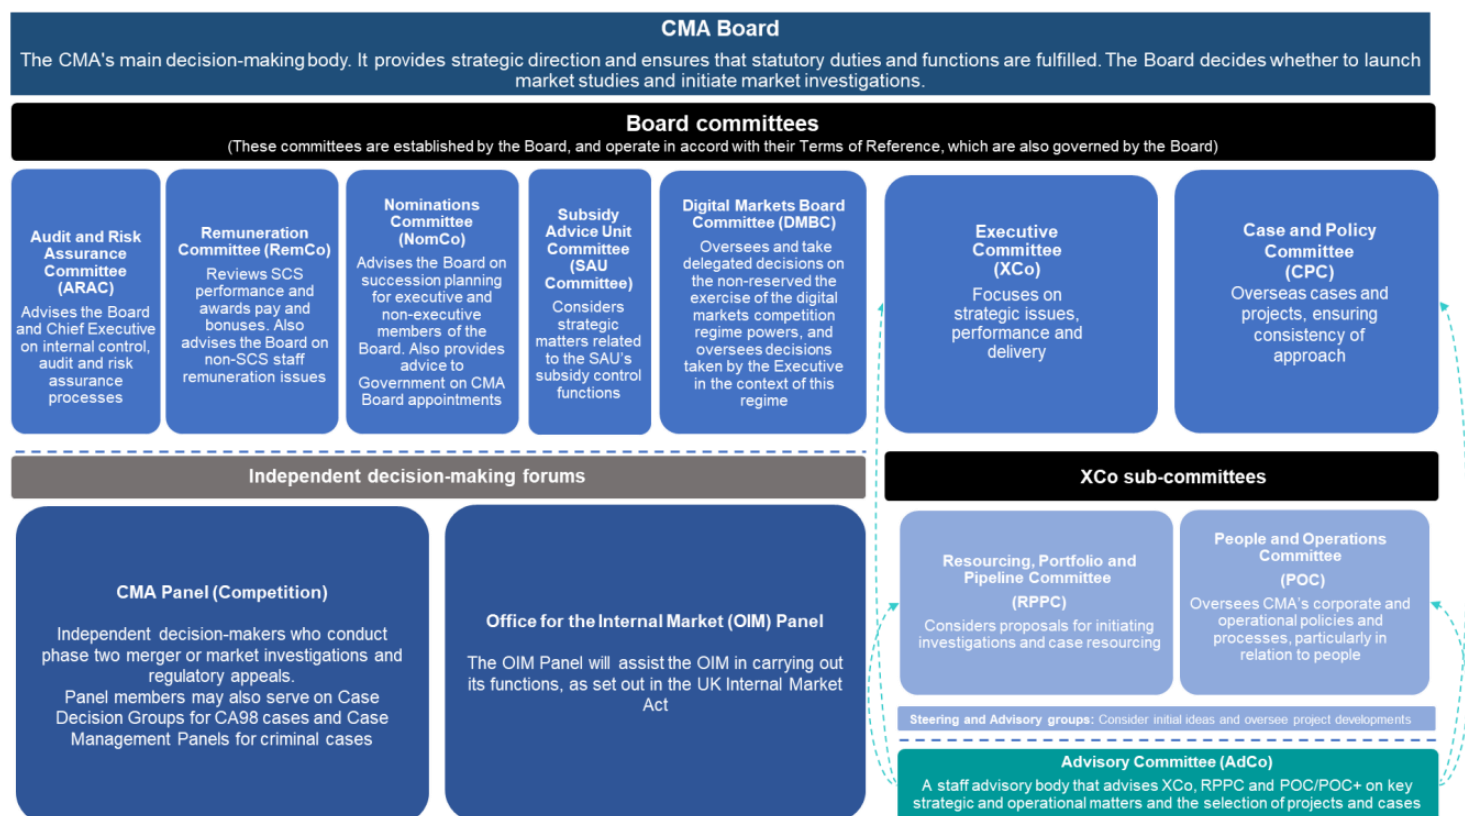 CMA Board
The CMA's main decision-making body. It provides strategic direction and ensures that statutory duties and functions are fulfilled. The Board decides whether to launch
market studies and initiate market investigations.
Board committees
(These committees are established by the Board, and operate in accord with their Terms of Reference, which are also governed by the Board)
Audit and Risk
Assurance
Committee
(ARAC)
Advises the Board
and Chief Executive
on internal control,
audit and risk
assurance
processes
Remuneration
Committee (RemCo)
Reviews SCS
performance and
awards pay and
bonuses. Also
advises the Board on
non-SCS staff
remuneration issues
Nominations
Committee
(NomCo)
Advises the Board on
succession planning
for executive and
non-executive
members of the
Board. Also provides
advice to
Government on CMA
Board appointments
Subsidy
Advice Unit
Committee
(SAU
Committee)
Considers
strategic
matters related
to the SAU's
subsidy control
functions
Digital Markets Board
Committee (DMBC)
Oversees and take
delegated decisions on
the non-reserved the
exercise of the digital
markets competition
regime powers, and
oversees decisions
taken by the Executive
in the context of this
regime
Executive
Committee
(XCo)
Focuses on
strategic issues,
performance and
delivery
Case and Policy
Committee
(CPC)
Overseas cases and
projects, ensuring
consistency of
approach
Independent decision-making forums
CMA Panel (Competition)
Independent decision-makers who conduct
phase two merger or market investigations and
regulatory appeals.
Panel members may also serve on Case
Decision Groups for CA98 cases and Case
Management Panels for criminal cases
Office for the Internal Market (OIM) Panel
The OIM Panel will assist the OIM in carrying out
its functions, as set out in the UK Internal Market
Act
XCo sub-committees
Resourcing, Portfolio and
Pipeline Committee
(RPPC)
Considers proposals for initiating
investigations and case resourcing
People and Operations
Committee
(POC)
Oversees CMA's corporate and
operational policies and
processes, particularly in
relation to people
Steering and Advisory groups: Consider initial ideas and oversee project developments
Advisory Committee (AdCo)
A staff advisory body that advises XCo, RPPC and POC/POC+ on key
strategic and operational matters and the selection of projects and cases